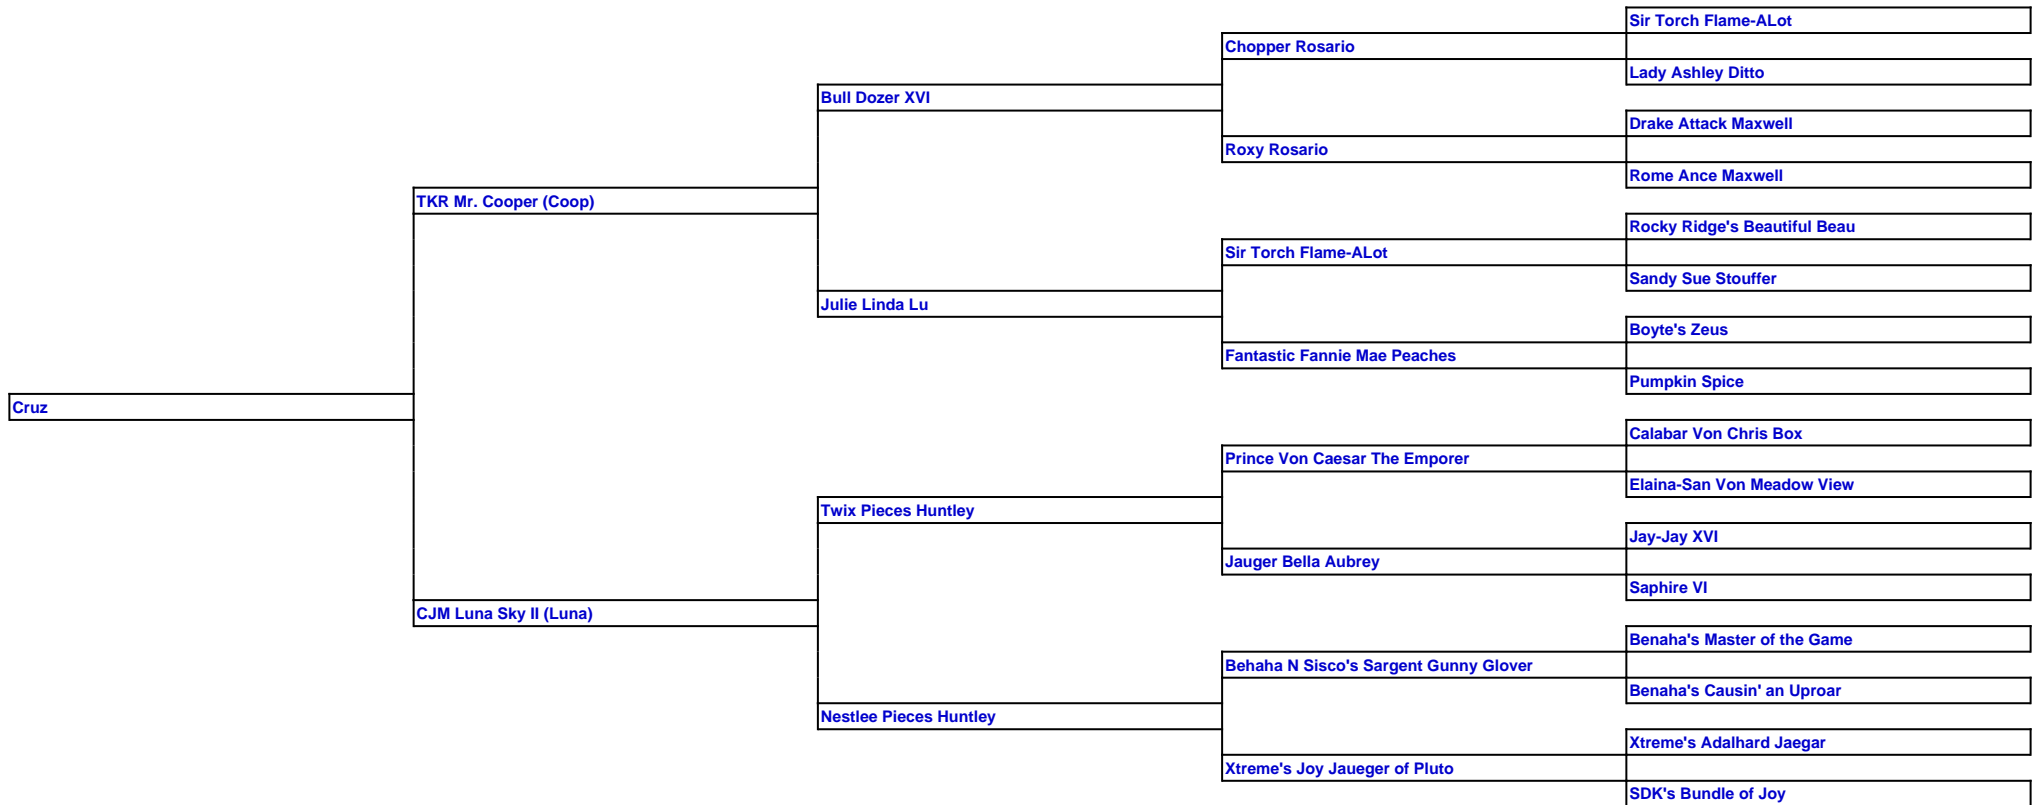 Sir Torch Flame-ALot
Chopper Rosario
Lady Ashley Ditto
Bull Dozer XVI
Drake Attack Maxwell
Roxy Rosario
Rome Ance Maxwell
TKR Mr. Cooper (Coop)
Rocky Ridge's Beautiful Beau
Sir Torch Flame-ALot
Sandy Sue Stouffer
Julie Linda Lu
Boyte's Zeus
Fantastic Fannie Mae Peaches
Pumpkin Spice
Cruz
Calabar Von Chris Box
Prince Von Caesar The Emporer
Elaina-San Von Meadow View
Twix Pieces Huntley
Jay-Jay XVI
Jauger Bella Aubrey
Saphire VI
CJM Luna Sky II (Luna)
Benaha's Master of the Game
Behaha N Sisco's Sargent Gunny Glover
Benaha's Causin' an Uproar
Nestlee Pieces Huntley
Xtreme's Adalhard Jaegar
Xtreme's Joy Jaueger of Pluto
SDK's Bundle of Joy